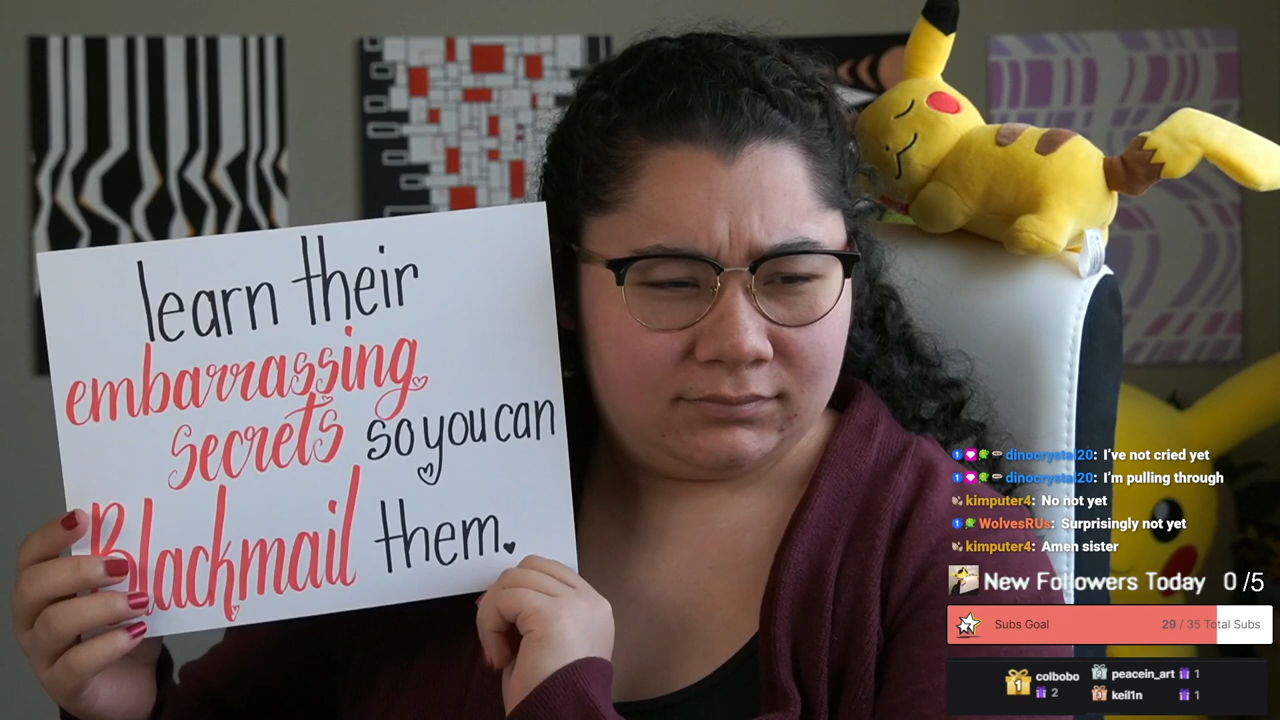 learn their
embarrassing
secrets so you can
Blackmail them.
dinocrystal20: I've not cried yet
dinocrystal20: I'm pulling through
kimputer4: No not yet
WolvesRUs: Surprisingly not yet
kimputer4: Amen sister
New Followers Today 0 /5
Subs Goal 29 / 35 Total Subs
1 colbobo 2
peacein_art 1
keil1n 1